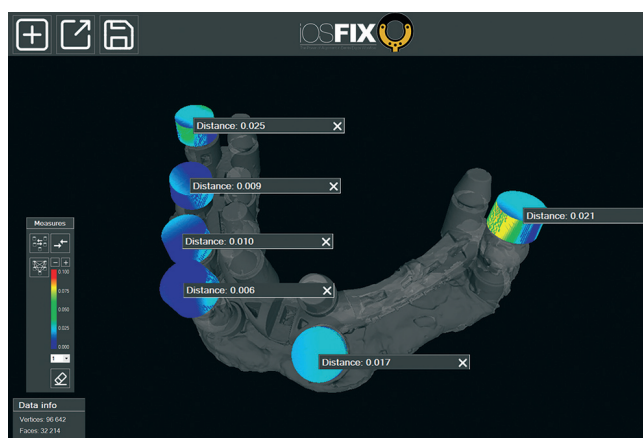 iOSFIX
Distance: 0.025
Distance: 0.009
Distance: 0.021
Distance: 0.010
Distance: 0.006
Distance: 0.017
Measures
0.100
0.075
0.050
0.025
0.000
1
Data info
Vertices: 96 642
Faces: 32 214